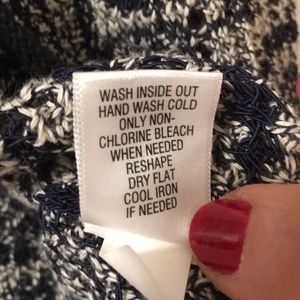 WASH INSIDE OUT
HAND WASH COLD
ONLY NON-
CHLORINE BLEACH
WHEN NEEDED
RESHAPE
DRY FLAT
COOL IRON
IF NEEDED